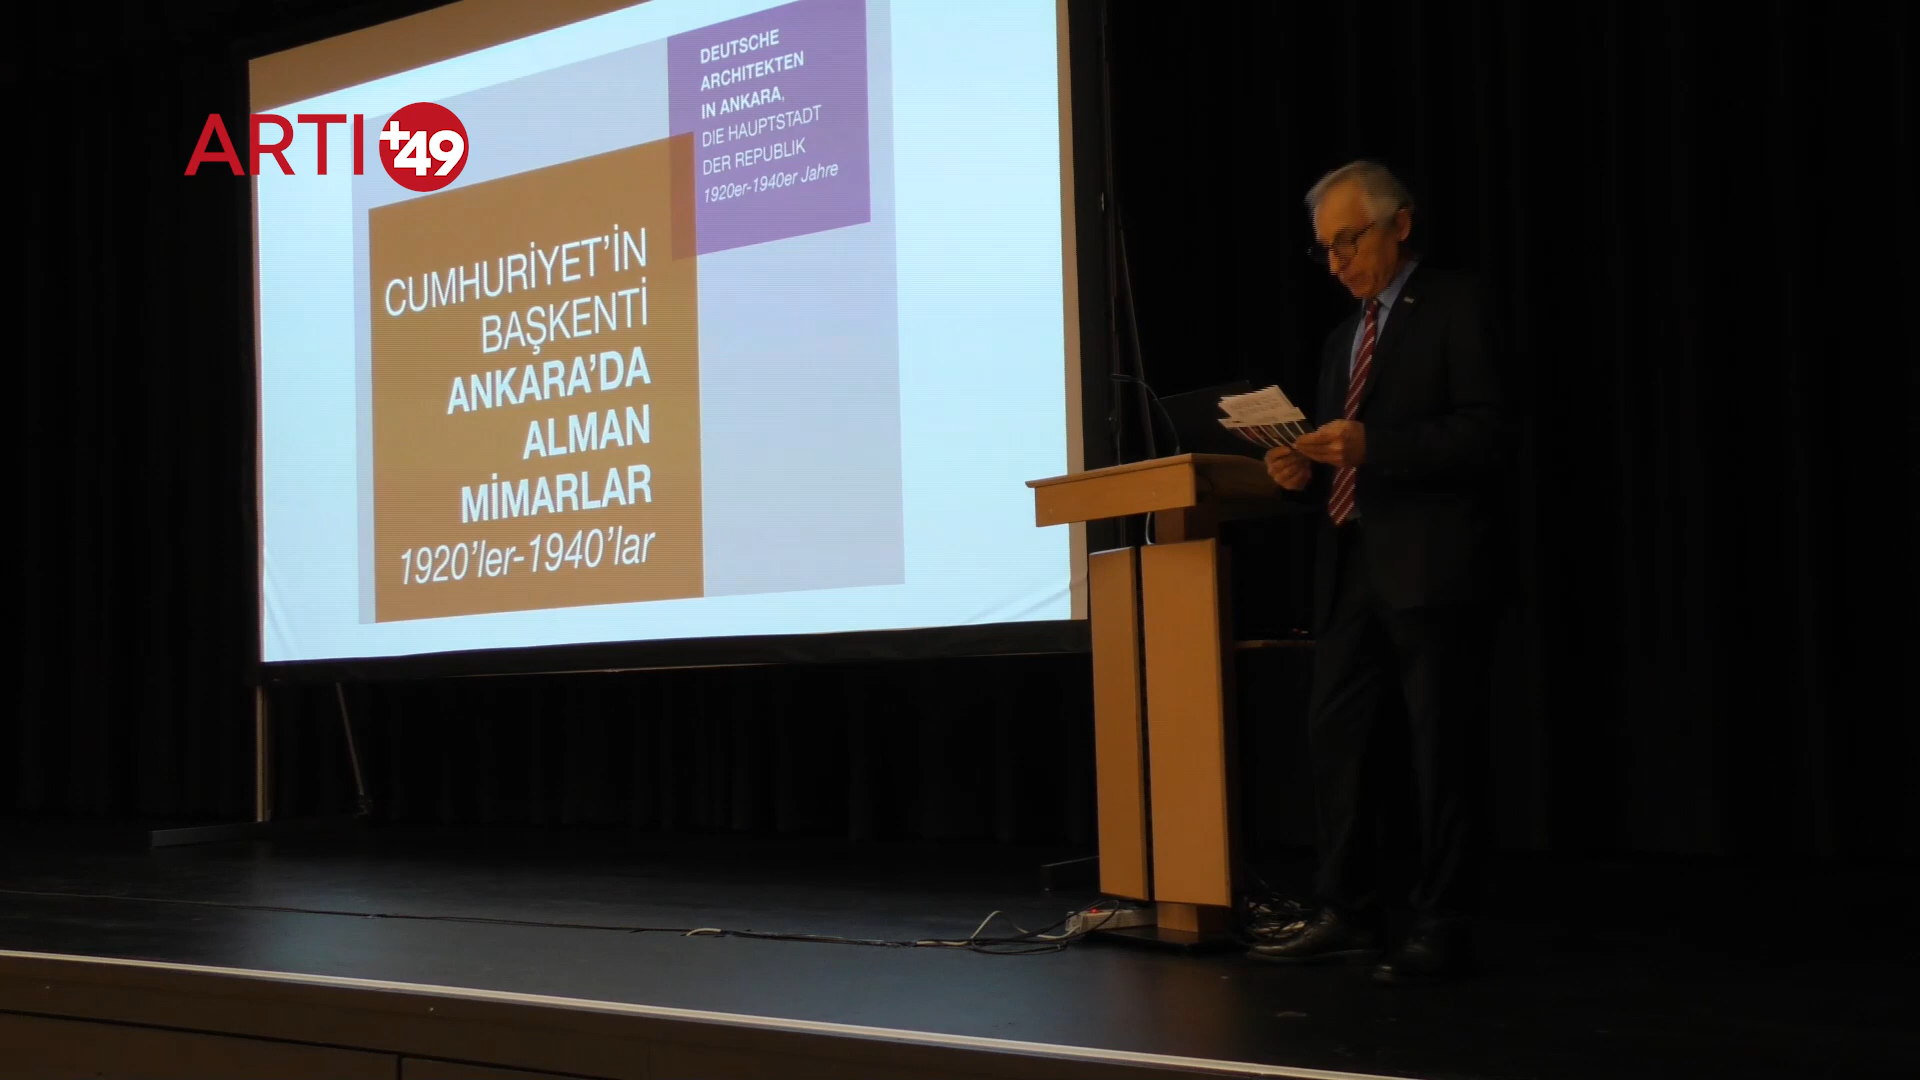 ARTI +49
DEUTSCHE
ARCHITEKTEN
IN ANKARA,
DIE HAUPTSTADT
DER REPUBLIK
1920er-1940er Jahre
CUMHURİYET’İN
BAŞKENTİ
ANKARA’DA
ALMAN
MİMARLAR
1920’ler-1940’lar